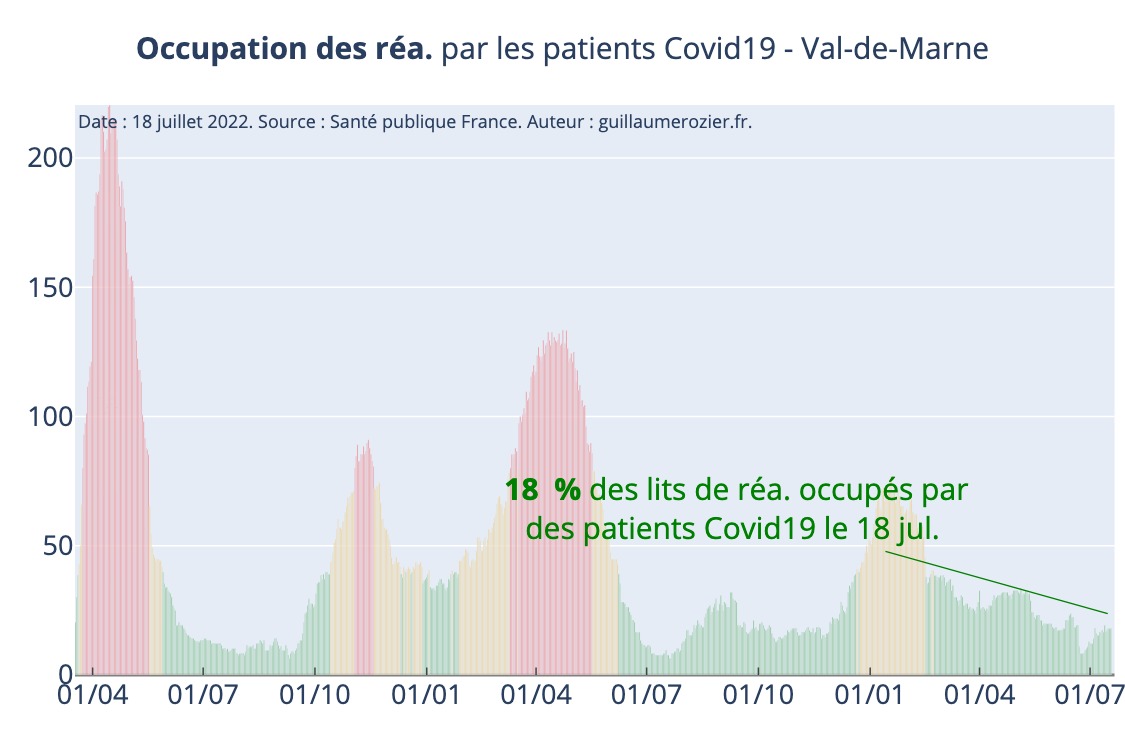 Occupation des réa. par les patients Covid19 - Val-de-Marne
Date : 18 juillet 2022. Source : Santé publique France. Auteur : guillaumerozier.fr.
200
150
100
50
0
18 % des lits de réa. occupés par
des patients Covid19 le 18 jul.
01/04 01/07 01/10 01/01 01/04 01/07 01/10 01/01 01/04 01/07